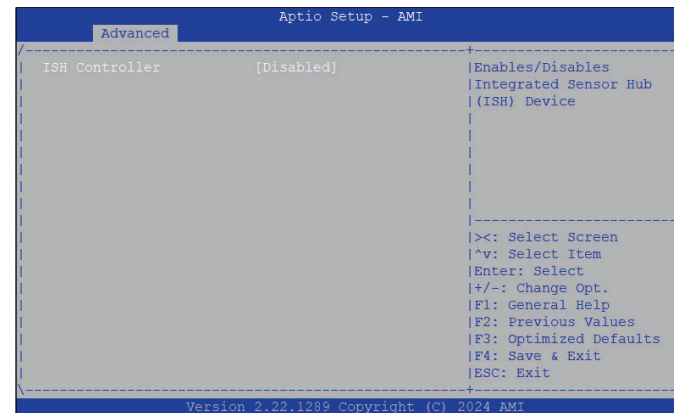 Aptio Setup - AMI
Advanced
ISH Controller [Disabled]
Enables/Disables
Integrated Sensor Hub
(ISH) Device
><: Select Screen
^v: Select Item
Enter: Select
+/-: Change Opt.
F1: General Help
F2: Previous Values
F3: Optimized Defaults
F4: Save & Exit
ESC: Exit
Version 2.22.1289 Copyright (C) 2024 AMI